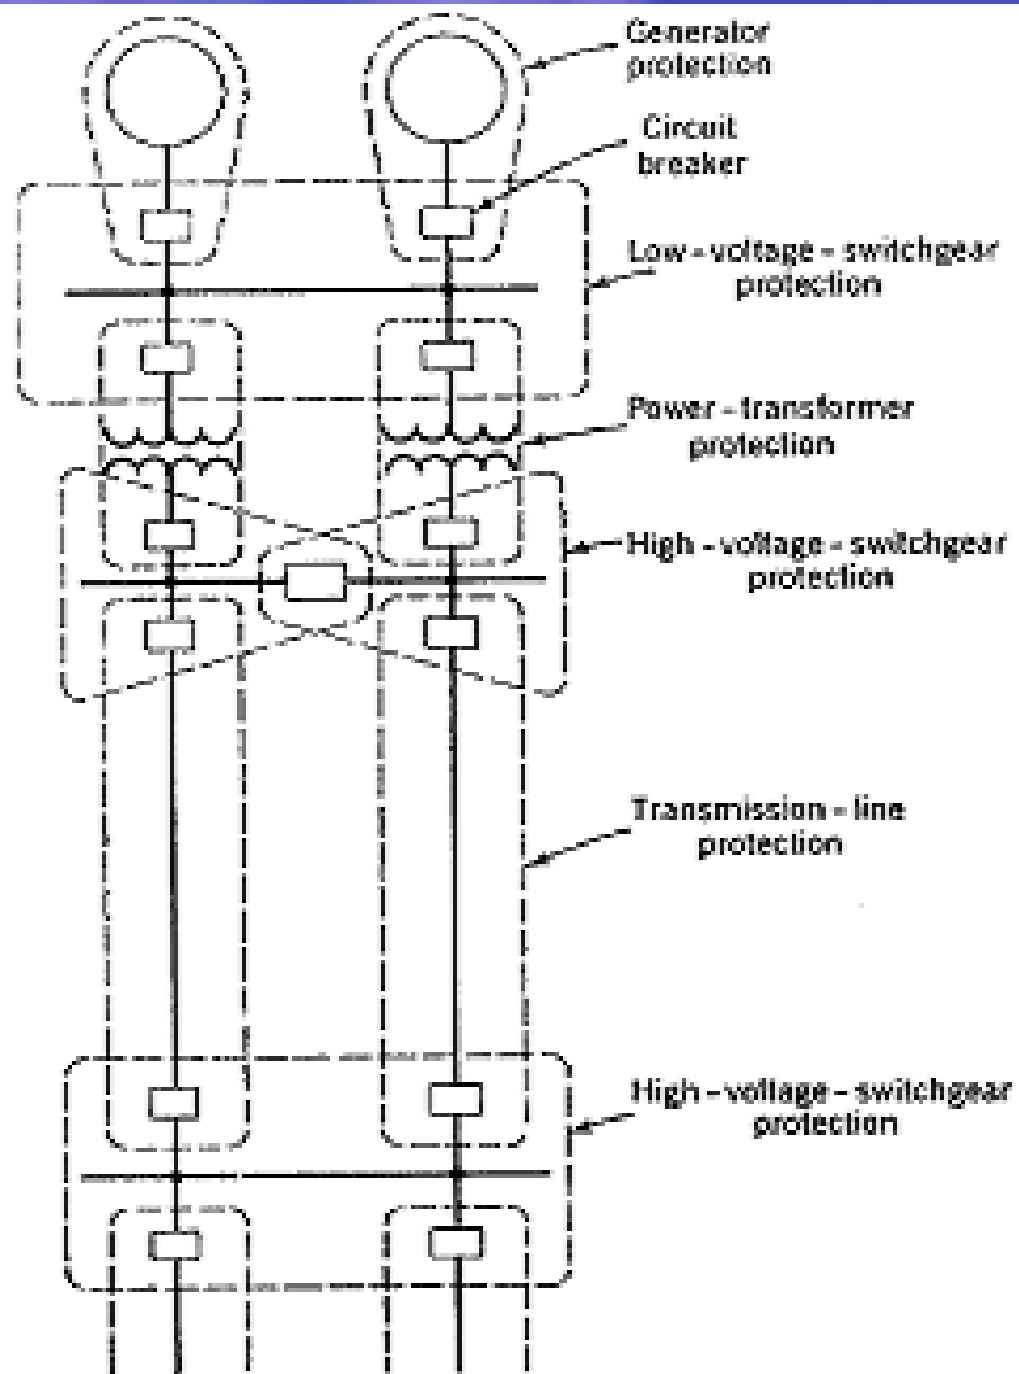 Generator
protection
Circuit
breaker
Low - voltage - switchgear
protection
Power - transformer
protection
High - voltage - switchgear
protection
Transmission - line
protection
High - voltage - switchgear
protection